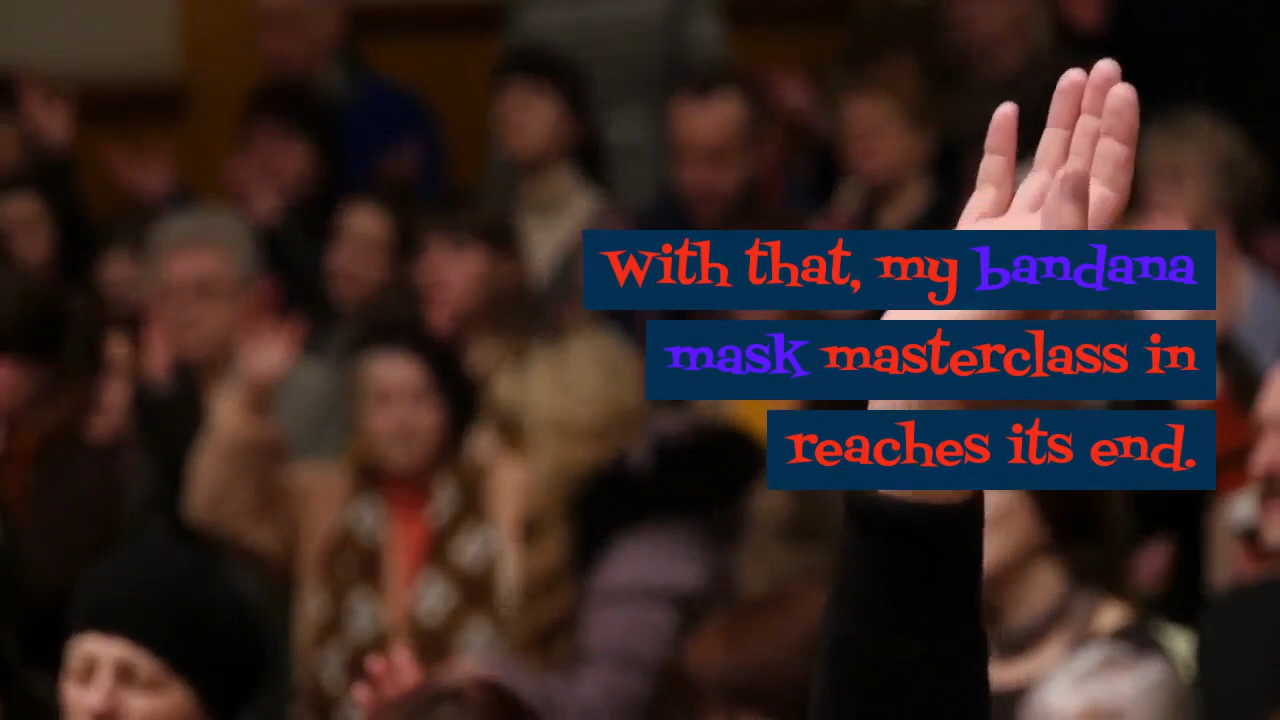 With that, my bandana
mask masterclass in
reaches its end.